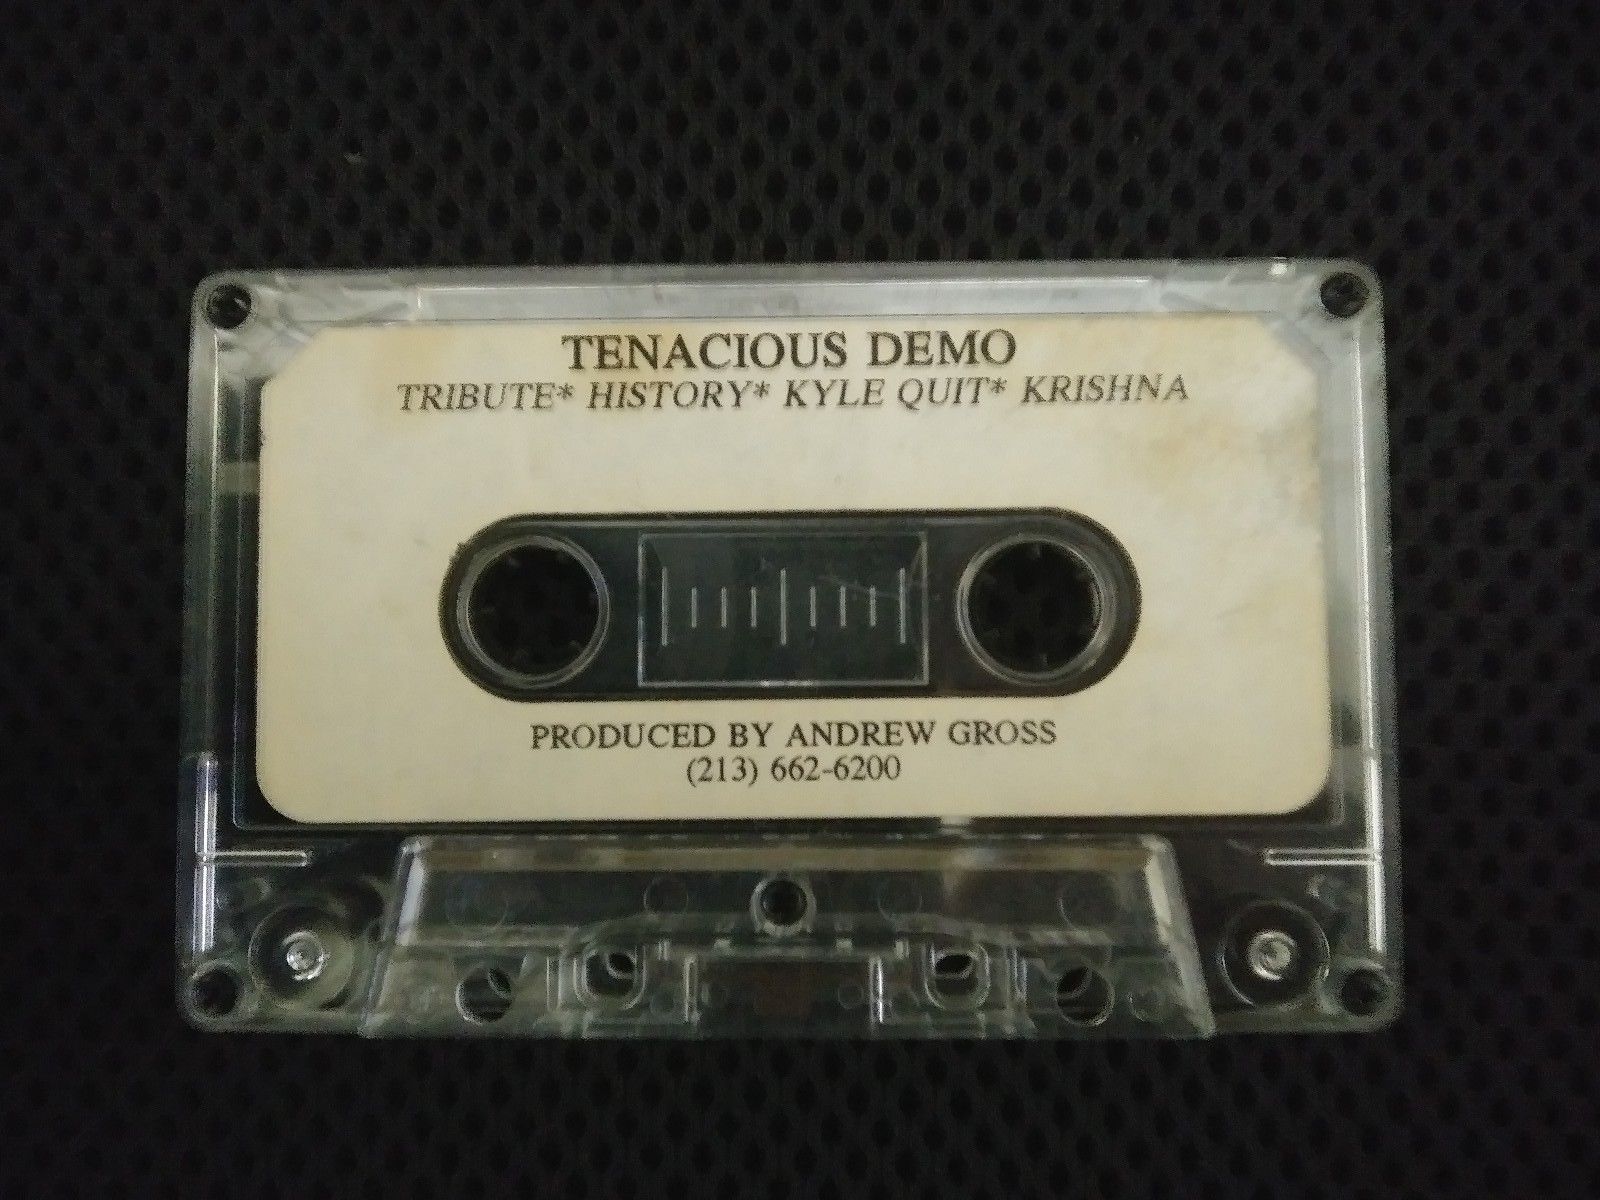 TENACIOUS DEMO
TRIBUTE* HISTORY* KYLE QUIT* KRISHNA
PRODUCED BY ANDREW GROSS
(213) 662-6200